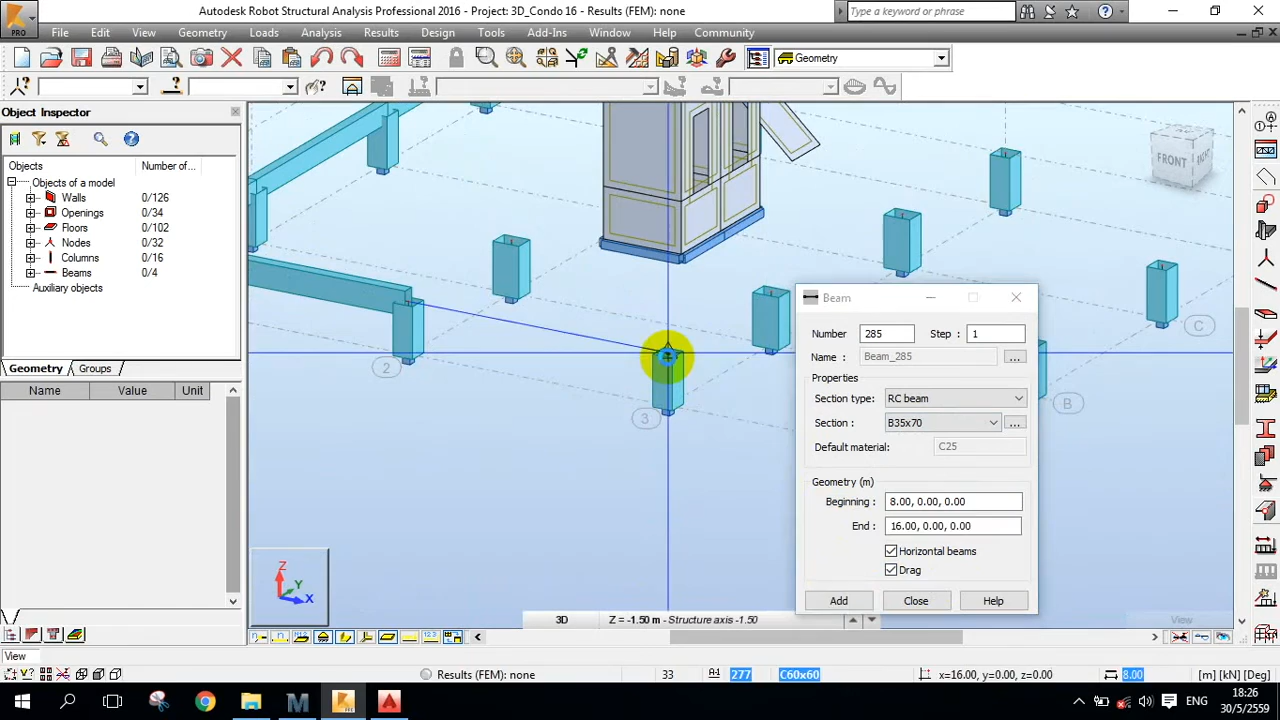 PRO
Autodesk Robot Structural Analysis Professional 2016 - Project: 3D_Condo 16 - Results (FEM): none
Type a keyword or phrase
File Edit View Geometry Loads Analysis Results Design Tools Add-Ins Window Help Community
Geometry
Object Inspector
Objects Number of...
Objects of a model
Walls 0/126
Openings 0/34
Floors 0/102
Nodes 0/32
Columns 0/16
Beams 0/4
Auxiliary objects
Geometry Groups
Name Value Unit
FRONT
2
3
B
C
Beam
Number 285 Step : 1
Name : Beam_285 ...
Properties
Section type: RC beam
Section : B35x70 ...
Default material: C25
Geometry (m)
Beginning : 8.00, 0.00, 0.00
End : 16.00, 0.00, 0.00
Horizontal beams
Drag
Add Close Help
Z
Y
X
3D Z = -1.50 m - Structure axis -1.50
View
View
Results (FEM): none 33 277 C60x60 x=16.00, y=0.00, z=0.00 8.00 [m] [kN] [Deg]
ENG
18:26
30/5/2559